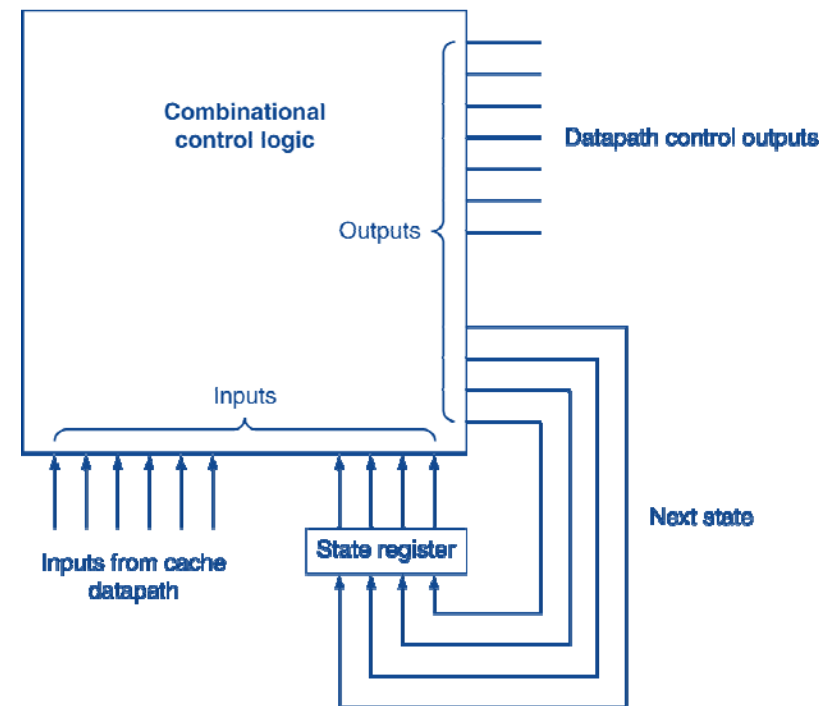 Combinational
control logic
Datapath control outputs
Outputs
Inputs
Next state
State register
Inputs from cache
datapath